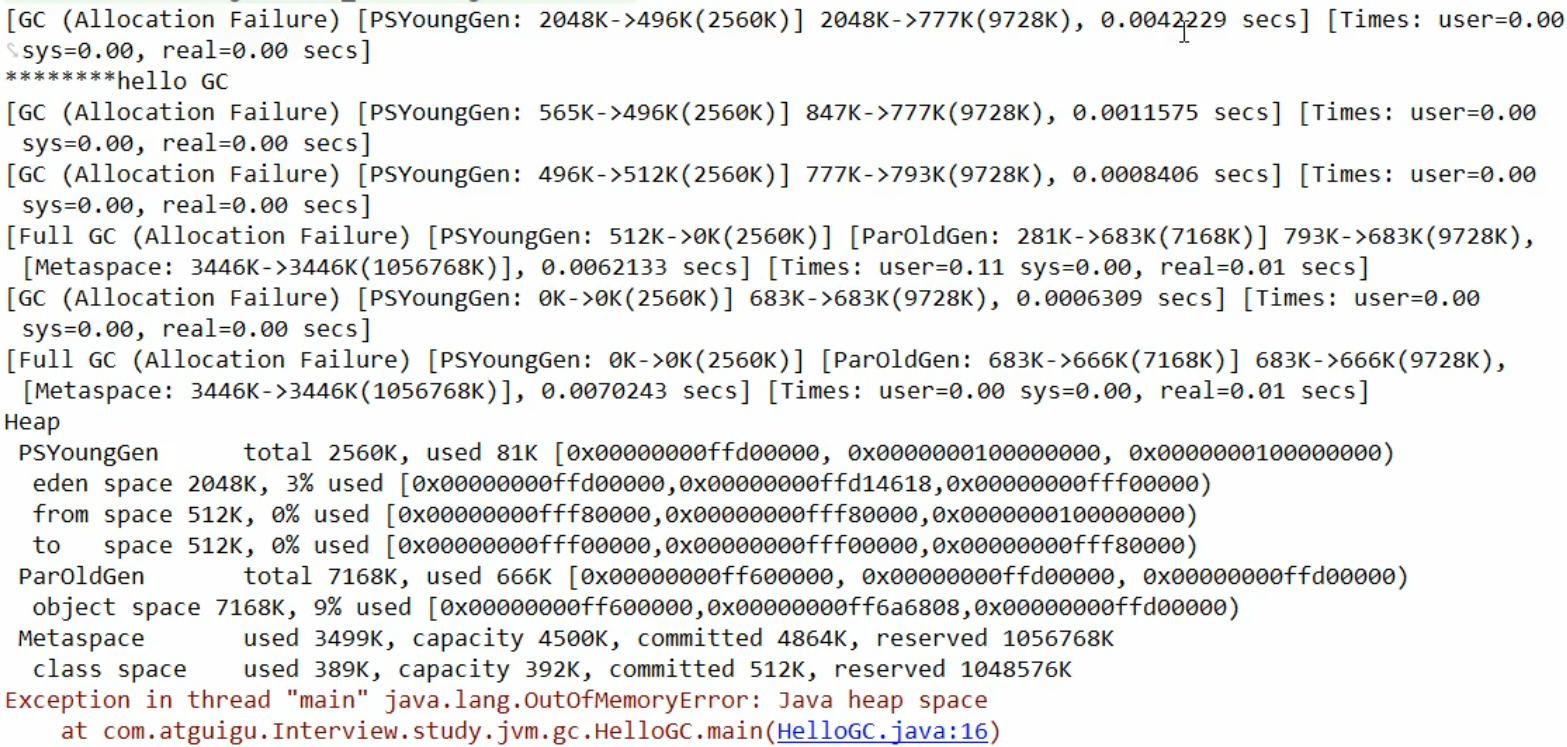 [GC (Allocation Failure) [PSYoungGen: 2048K->496K(2560K)] 2048K->777K(9728K), 0.0042229 secs] [Times: user=0.00
sys=0.00, real=0.00 secs]
********hello GC
[GC (Allocation Failure) [PSYoungGen: 565K->496K(2560K)] 847K->777K(9728K), 0.0011575 secs] [Times: user=0.00
sys=0.00, real=0.00 secs]
[GC (Allocation Failure) [PSYoungGen: 496K->512K(2560K)] 777K->793K(9728K), 0.0008406 secs] [Times: user=0.00
sys=0.00, real=0.00 secs]
[Full GC (Allocation Failure) [PSYoungGen: 512K->0K(2560K)] [ParOldGen: 281K->683K(7168K)] 793K->683K(9728K),
[Metaspace: 3446K->3446K(1056768K)], 0.0062133 secs] [Times: user=0.11 sys=0.00, real=0.01 secs]
[GC (Allocation Failure) [PSYoungGen: 0K->0K(2560K)] 683K->683K(9728K), 0.0006309 secs] [Times: user=0.00
sys=0.00, real=0.00 secs]
[Full GC (Allocation Failure) [PSYoungGen: 0K->0K(2560K)] [ParOldGen: 683K->666K(7168K)] 683K->666K(9728K),
[Metaspace: 3446K->3446K(1056768K)], 0.0070243 secs] [Times: user=0.00 sys=0.00, real=0.01 secs]
Heap
PSYoungGen total 2560K, used 81K [0x00000000ffd00000, 0x0000000100000000, 0x0000000100000000)
eden space 2048K, 3% used [0x00000000ffd00000,0x00000000ffd14618,0x00000000fff00000)
from space 512K, 0% used [0x00000000fff80000,0x00000000fff80000,0x0000000100000000)
to space 512K, 0% used [0x00000000fff00000,0x00000000fff00000,0x00000000fff80000)
ParOldGen total 7168K, used 666K [0x00000000ff600000, 0x00000000ffd00000, 0x00000000ffd00000)
object space 7168K, 9% used [0x00000000ff600000,0x00000000ff6a6808,0x00000000ffd00000)
Metaspace used 3499K, capacity 4500K, committed 4864K, reserved 1056768K
class space used 389K, capacity 392K, committed 512K, reserved 1048576K
Exception in thread "main" java.lang.OutOfMemoryError: Java heap space
at com.atguigu.Interview.study.jvm.gc.HelloGC.main(HelloGC.java:16)